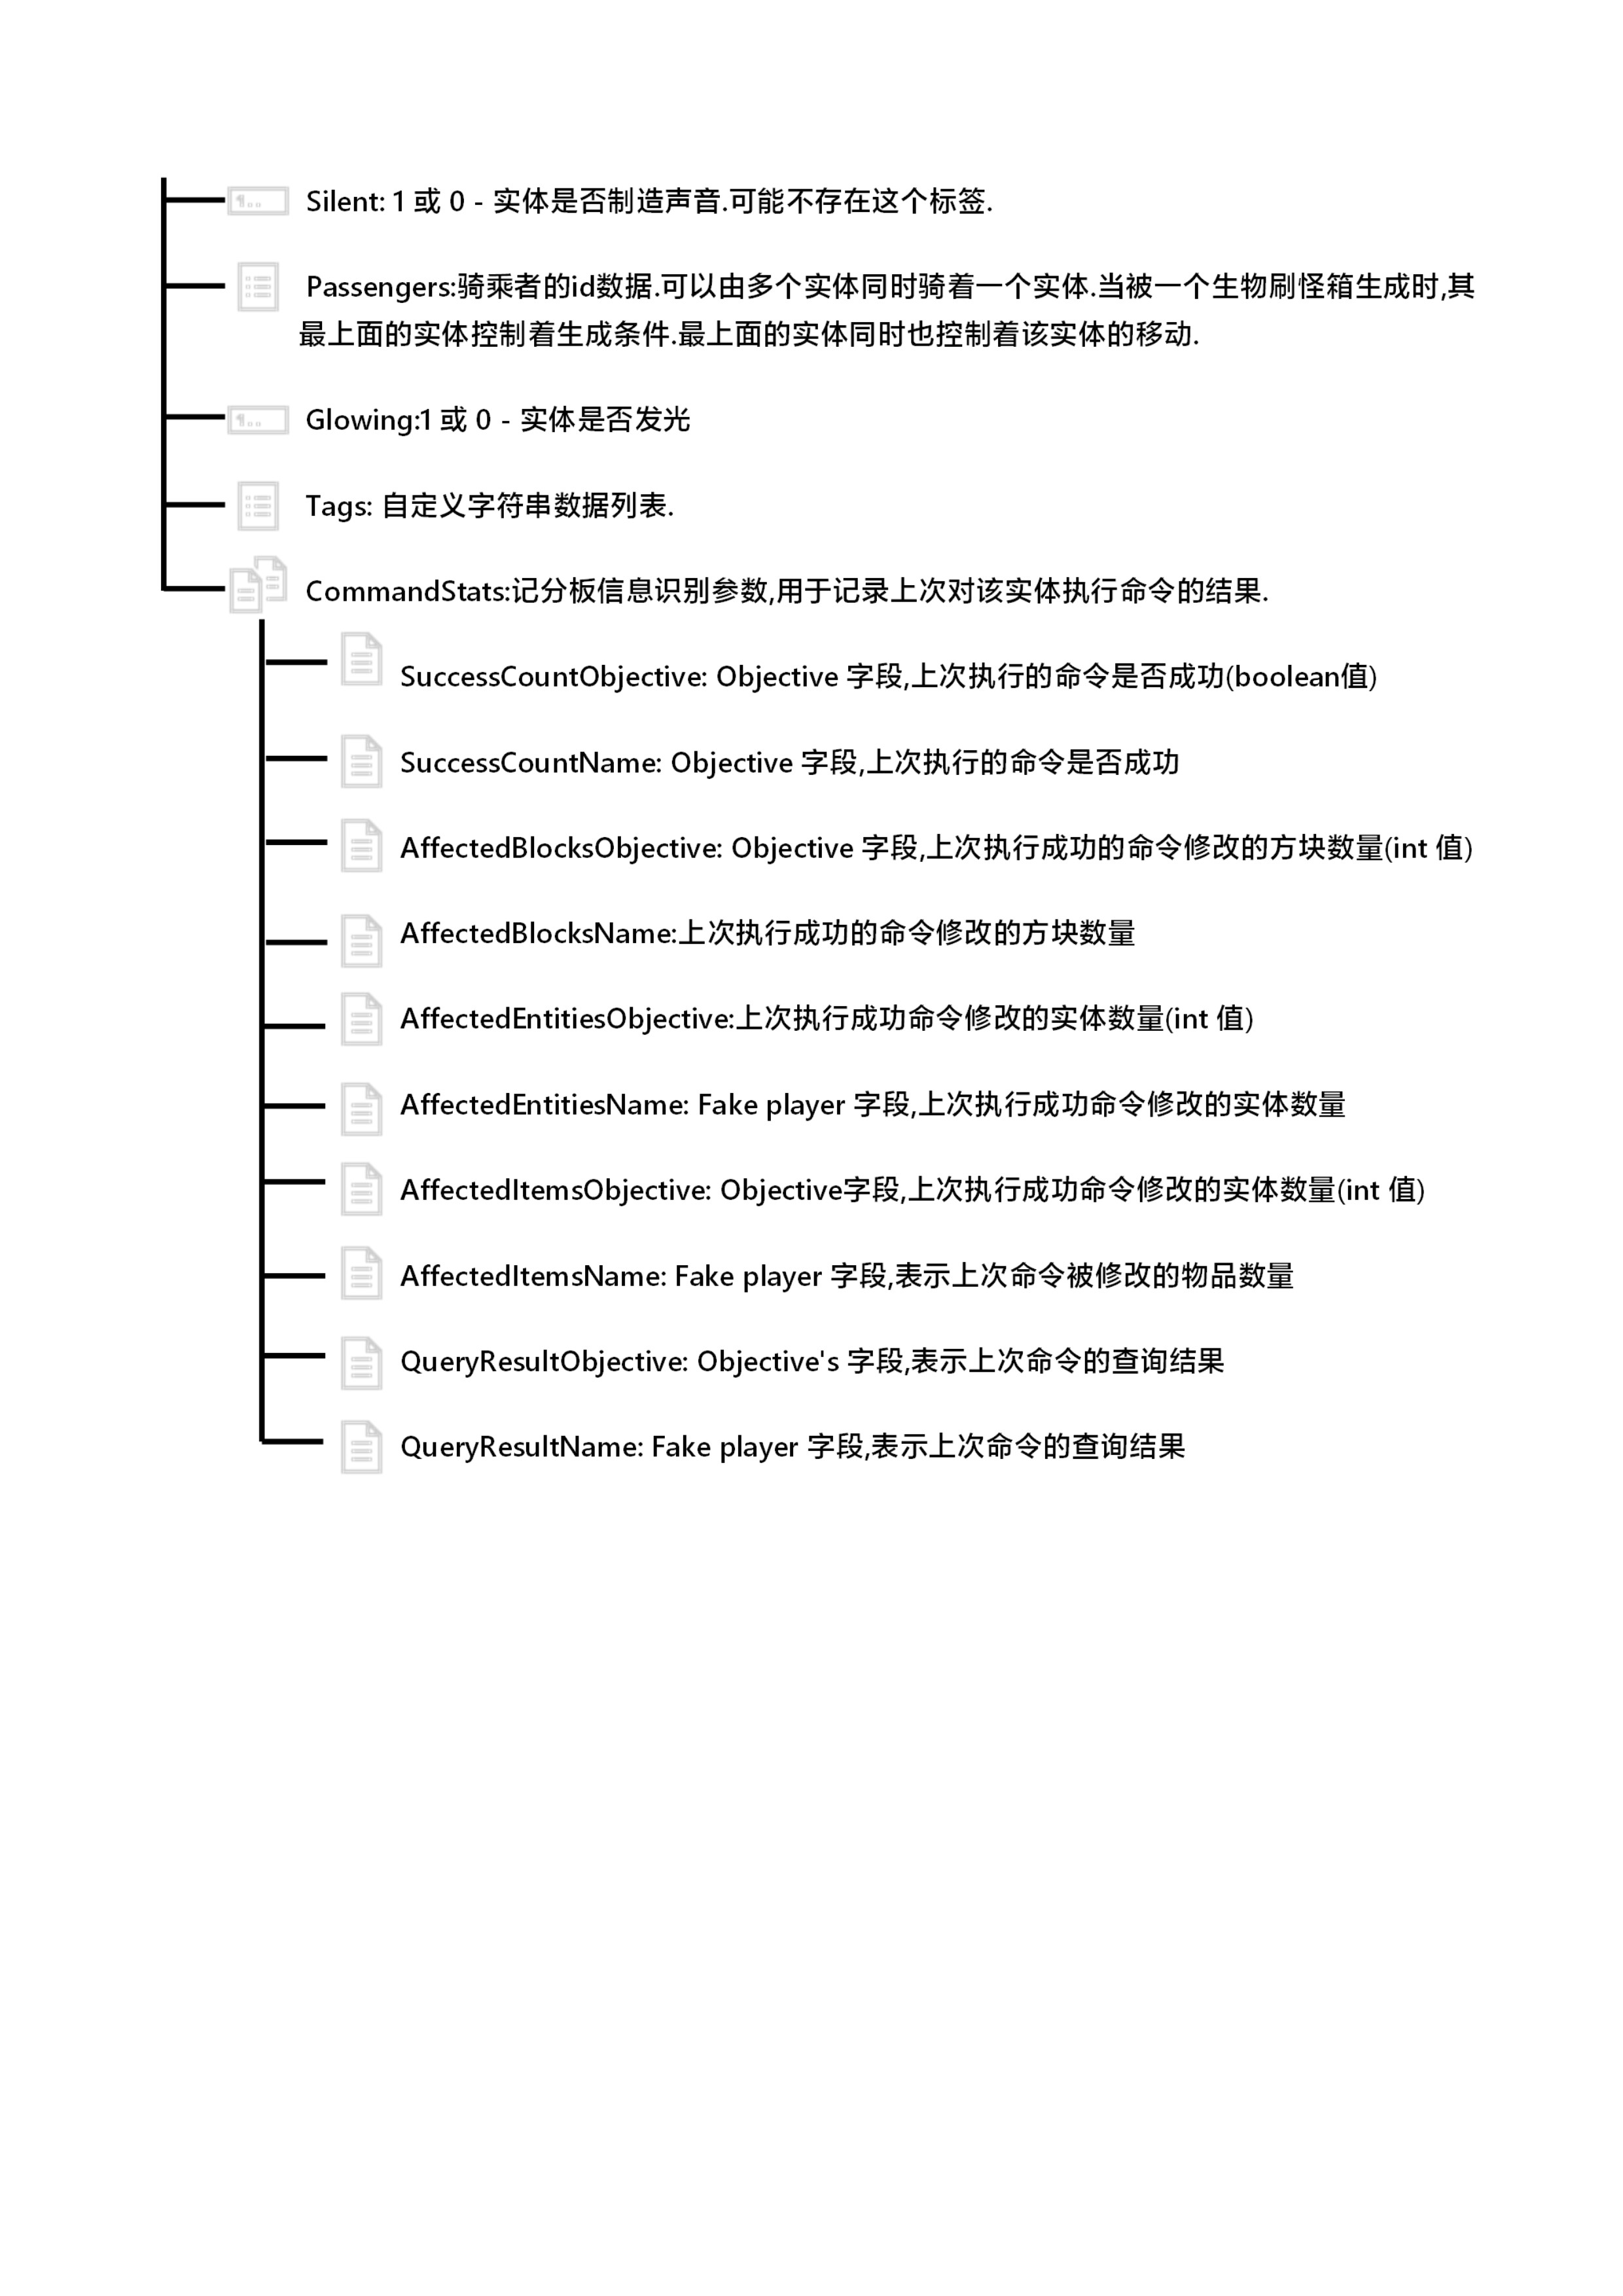 Silent: 1 或 0 - 实体是否制造声音.可能不存在这个标签.
Passengers:骑乘者的id数据.可以由多个实体同时骑着一个实体.当被一个生物刷怪箱生成时,其
最上面的实体控制着生成条件.最上面的实体同时也控制着该实体的移动.
Glowing:1 或 0 - 实体是否发光
Tags: 自定义字符串数据列表.
CommandStats:记分板信息识别参数,用于记录上次对该实体执行命令的结果.
SuccessCountObjective: Objective 字段,上次执行的命令是否成功(boolean值)
SuccessCountName: Objective 字段,上次执行的命令是否成功
AffectedBlocksObjective: Objective 字段,上次执行成功的命令修改的方块数量(int 值)
AffectedBlocksName:上次执行成功的命令修改的方块数量
AffectedEntitiesObjective:上次执行成功命令修改的实体数量(int 值)
AffectedEntitiesName: Fake player 字段,上次执行成功命令修改的实体数量
AffectedItemsObjective: Objective字段,上次执行成功命令修改的实体数量(int 值)
AffectedItemsName: Fake player 字段,表示上次命令被修改的物品数量
QueryResultObjective: Objective's 字段,表示上次命令的查询结果
QueryResultName: Fake player 字段,表示上次命令的查询结果